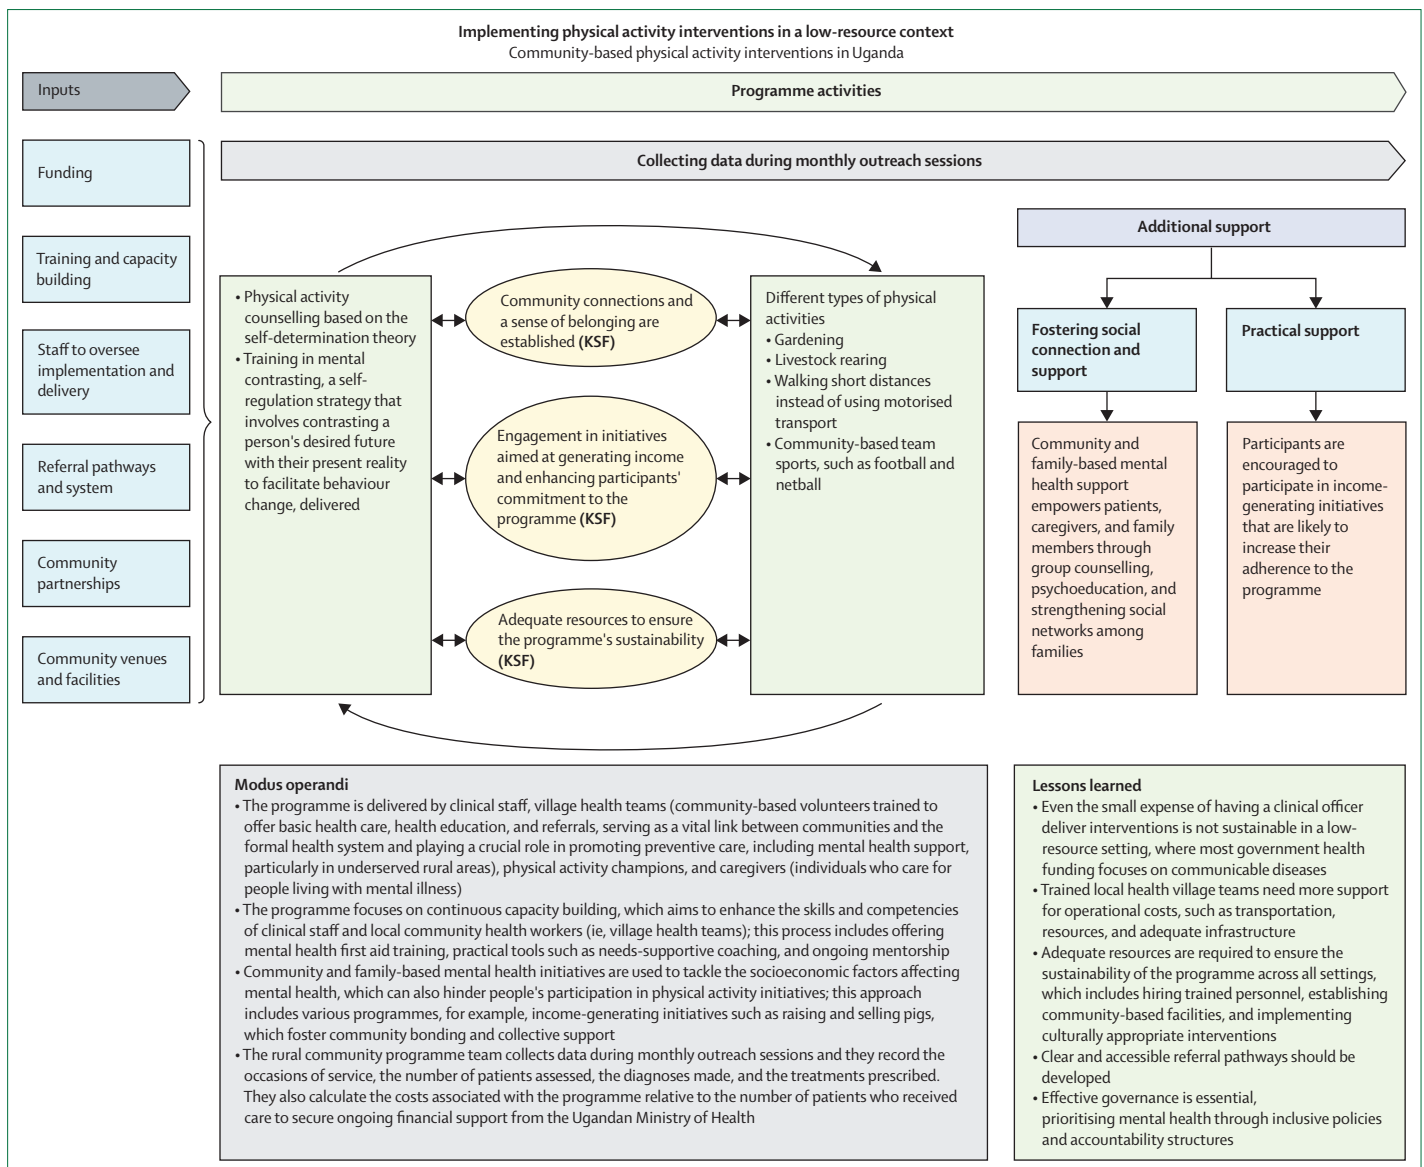 Implementing physical activity interventions in a low-resource context
Community-based physical activity interventions in Uganda
Inputs
Programme activities
Funding
Training and capacity
building
Staff to oversee
implementation and
delivery
Referral pathways
and system
Community
partnerships
Community venues
and facilities
Collecting data during monthly outreach sessions
• Physical activity
counselling based on the
self-determination theory
• Training in mental
contrasting, a self-
regulation strategy that
involves contrasting a
person's desired future
with their present reality
to facilitate behaviour
change, delivered
Community connections and
a sense of belonging are
established (KSF)
Engagement in initiatives
aimed at generating income
and enhancing participants'
commitment to the
programme (KSF)
Adequate resources to ensure
the programme's sustainability
(KSF)
Different types of physical
activities
• Gardening
• Livestock rearing
• Walking short distances
instead of using motorised
transport
• Community-based team
sports, such as football and
netball
Additional support
Fostering social
connection and
support
Community and
family-based mental
health support
empowers patients,
caregivers, and family
members through
group counselling,
psychoeducation, and
strengthening social
networks among
families
Practical support
Participants are
encouraged to
participate in income-
generating initiatives
that are likely to
increase their
adherence to the
programme
Modus operandi
• The programme is delivered by clinical staff, village health teams (community-based volunteers trained to
offer basic health care, health education, and referrals, serving as a vital link between communities and the
formal health system and playing a crucial role in promoting preventive care, including mental health support,
particularly in underserved rural areas), physical activity champions, and caregivers (individuals who care for
people living with mental illness)
• The programme focuses on continuous capacity building, which aims to enhance the skills and competencies
of clinical staff and local community health workers (ie, village health teams); this process includes offering
mental health first aid training, practical tools such as needs-supportive coaching, and ongoing mentorship
• Community and family-based mental health initiatives are used to tackle the socioeconomic factors affecting
mental health, which can also hinder people's participation in physical activity initiatives; this approach
includes various programmes, for example, income-generating initiatives such as raising and selling pigs,
which foster community bonding and collective support
• The rural community programme team collects data during monthly outreach sessions and they record the
occasions of service, the number of patients assessed, the diagnoses made, and the treatments prescribed.
They also calculate the costs associated with the programme relative to the number of patients who received
care to secure ongoing financial support from the Ugandan Ministry of Health
Lessons learned
• Even the small expense of having a clinical officer
deliver interventions is not sustainable in a low-
resource setting, where most government health
funding focuses on communicable diseases
• Trained local health village teams need more support
for operational costs, such as transportation,
resources, and adequate infrastructure
• Adequate resources are required to ensure the
sustainability of the programme across all settings,
which includes hiring trained personnel, establishing
community-based facilities, and implementing
culturally appropriate interventions
• Clear and accessible referral pathways should be
developed
• Effective governance is essential,
prioritising mental health through inclusive policies
and accountability structures